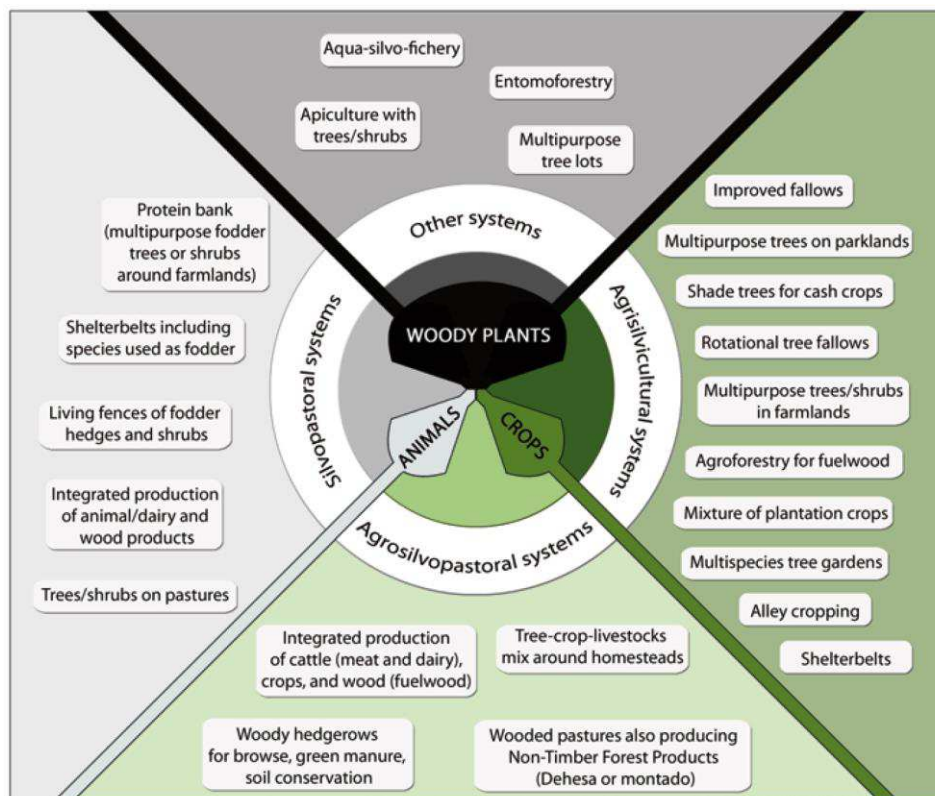 Aqua-silvo-fichery
Entomoforestry
Apiculture with
trees/shrubs
Multipurpose
tree lots
Other systems
Protein bank
(multipurpose fodder
trees or shrubs
around farmlands)
Shelterbelts including
species used as fodder
Living fences of fodder
hedges and shrubs
Integrated production
of animal/dairy and
wood products
Trees/shrubs on pastures
Silvopastoral systems
WOODY PLANTS
ANIMALS
CROPS
Agrisilvicultural systems
Improved fallows
Multipurpose trees on parklands
Shade trees for cash crops
Rotational tree fallows
Multipurpose trees/shrubs
in farmlands
Agroforestry for fuelwood
Mixture of plantation crops
Multispecies tree gardens
Alley cropping
Shelterbelts
Agrosilvopastoral systems
Integrated production
of cattle (meat and dairy),
crops, and wood (fuelwood)
Tree-crop-livestocks
mix around homesteads
Woody hedgerows
for browse, green manure,
soil conservation
Wooded pastures also producing
Non-Timber Forest Products
(Dehesa or montado)